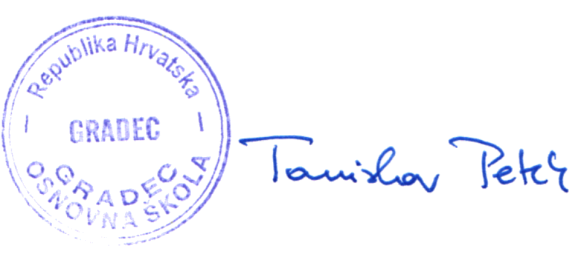 Republika Hrvatska
GRADEC
GRADEC
OSNOVNA ŠKOLA
Tomislav